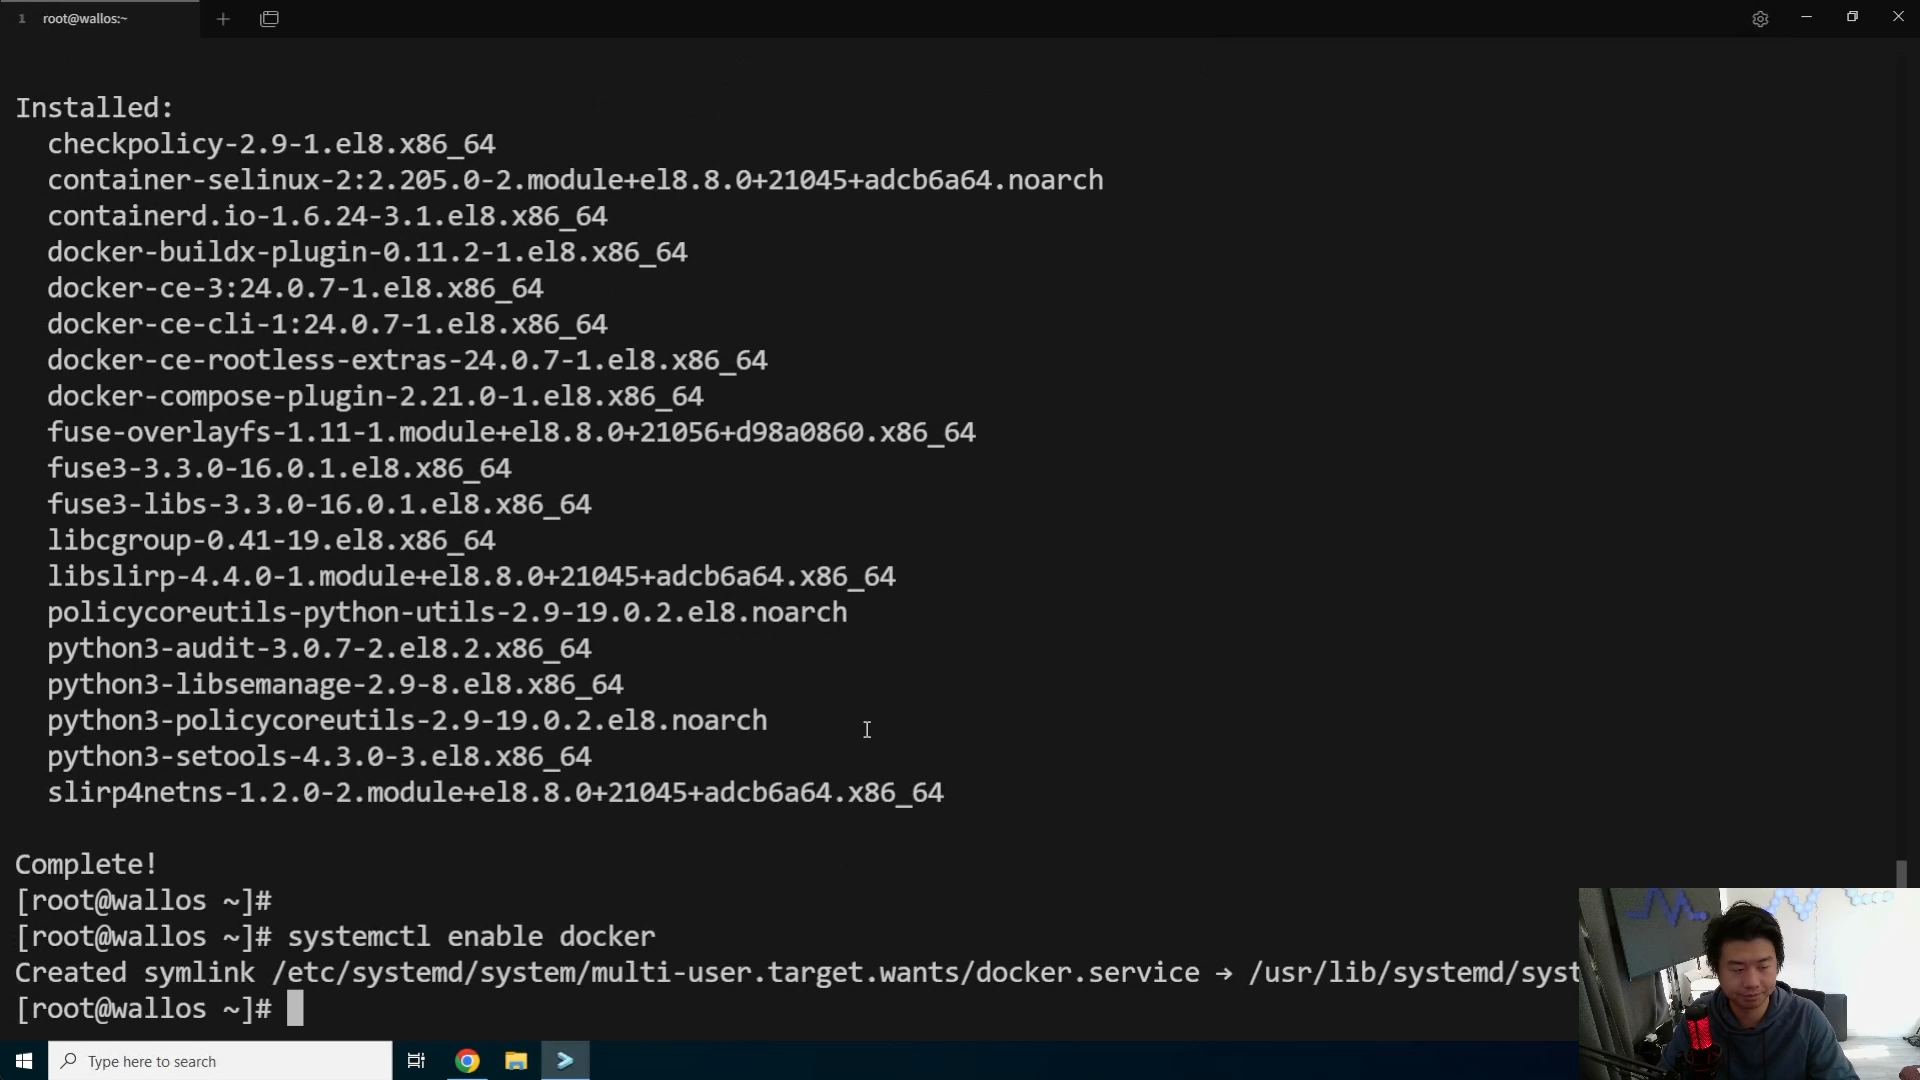 1 root@wallos:~
Installed:
checkpolicy-2.9-1.el8.x86_64
container-selinux-2:2.205.0-2.module+el8.8.0+21045+adcb6a64.noarch
containerd.io-1.6.24-3.1.el8.x86_64
docker-buildx-plugin-0.11.2-1.el8.x86_64
docker-ce-3:24.0.7-1.el8.x86_64
docker-ce-cli-1:24.0.7-1.el8.x86_64
docker-ce-rootless-extras-24.0.7-1.el8.x86_64
docker-compose-plugin-2.21.0-1.el8.x86_64
fuse-overlayfs-1.11-1.module+el8.8.0+21056+d98a0860.x86_64
fuse3-3.3.0-16.0.1.el8.x86_64
fuse3-libs-3.3.0-16.0.1.el8.x86_64
libcgroup-0.41-19.el8.x86_64
libslirp-4.4.0-1.module+el8.8.0+21045+adcb6a64.x86_64
policycoreutils-python-utils-2.9-19.0.2.el8.noarch
python3-audit-3.0.7-2.el8.2.x86_64
python3-libsemanage-2.9-8.el8.x86_64
python3-policycoreutils-2.9-19.0.2.el8.noarch
python3-setools-4.3.0-3.el8.x86_64
slirp4netns-1.2.0-2.module+el8.8.0+21045+adcb6a64.x86_64
Complete!
[root@wallos ~]#
[root@wallos ~]# systemctl enable docker
Created symlink /etc/systemd/system/multi-user.target.wants/docker.service → /usr/lib/systemd/syst
[root@wallos ~]#
Type here to search